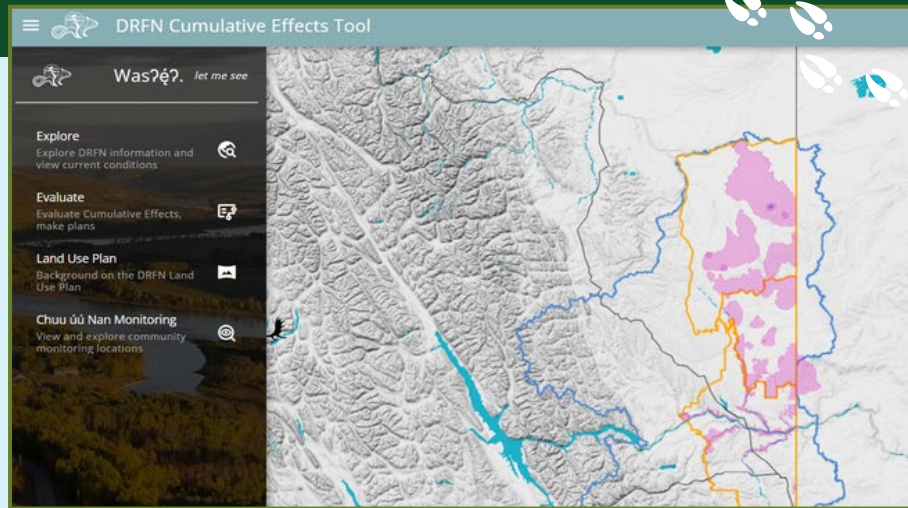 DRFN Cumulative Effects Tool
Wasʔę́ʔ. let me see
Explore
Explore DRFN information and
view current conditions
Evaluate
Evaluate Cumulative Effects,
make plans
Land Use Plan
Background on the DRFN Land
Use Plan
Chuu úú Nan Monitoring
View and explore community
monitoring locations